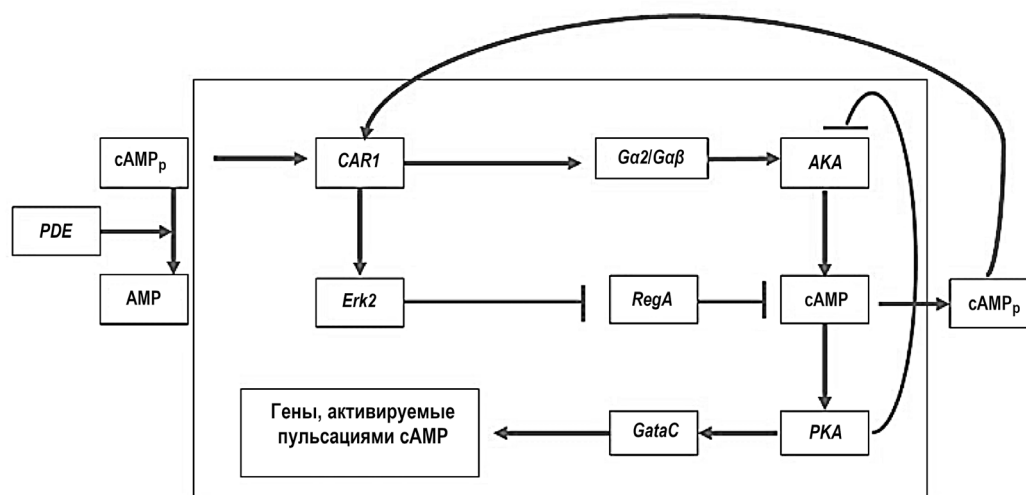 cAMPp
CAR1
Gα2/Gαβ
AKA
PDE
AMP
Erk2
RegA
cAMP
cAMPp
Гены, активируемые
пульсациями cAMP
GataC
PKA